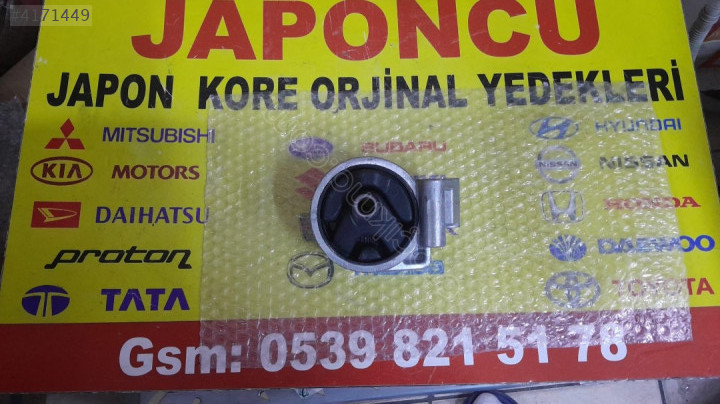 4171449
JAPONCU
JAPON KORE ORJİNAL YEDEKLERİ
MITSUBISHI
SUBARU
HYUNDAI
KIA MOTORS
NISSAN
DAIHATSU
HONDA
proton
DAEWOO
TATA
TOYOTA
Gsm: 0539 821 51 78